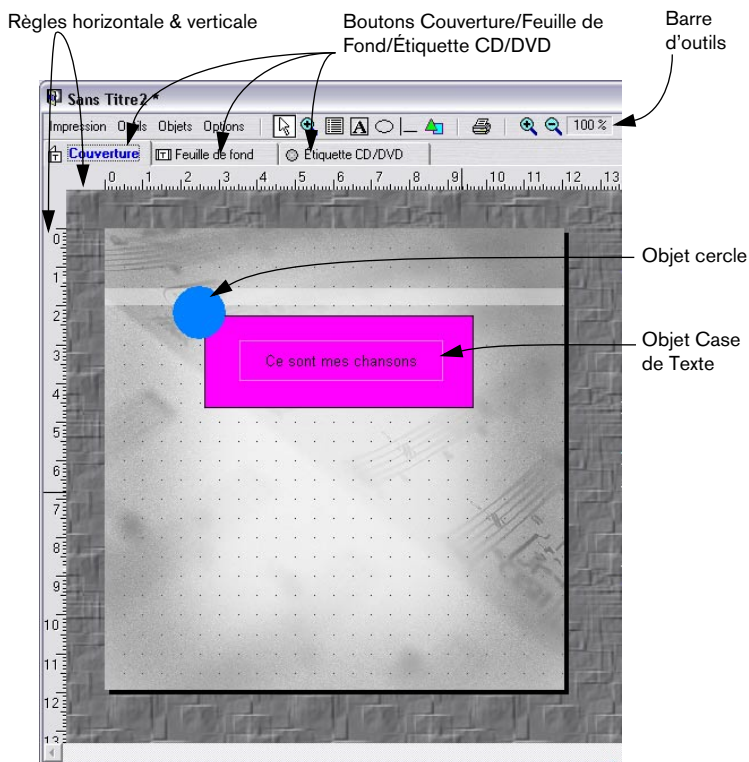 Règles horizontale & verticale
Boutons Couverture/Feuille de
Fond/Étiquette CD/DVD
Barre
d'outils
Sans Titre2 *
Impression Outils Objets Options 100 %
Couverture Feuille de fond Étiquette CD/DVD
0 1 2 3 4 5 6 7 8 9 10 11 12 13
0
1
2
3
4
5
6
7
8
9
10
11
12
13
Objet cercle
Ce sont mes chansons
Objet Case
de Texte